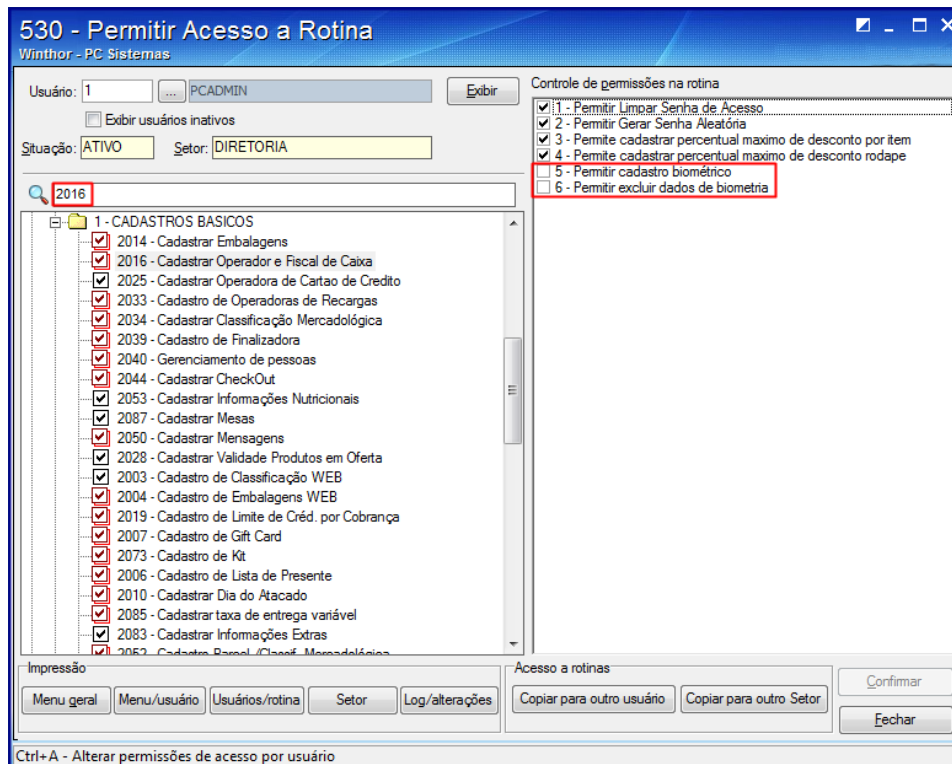 530 - Permitir Acesso a Rotina
Winthor - PC Sistemas
Usuário: 1 ... PCADMIN Exibir
Exibir usuários inativos
Situação: ATIVO Setor: DIRETORIA
2016
1 - CADASTROS BASICOS
2014 - Cadastrar Embalagens
2016 - Cadastrar Operador e Fiscal de Caixa
2025 - Cadastrar Operadora de Cartao de Credito
2033 - Cadastro de Operadoras de Recargas
2034 - Cadastrar Classificação Mercadológica
2039 - Cadastro de Finalizadora
2040 - Gerenciamento de pessoas
2044 - Cadastrar CheckOut
2053 - Cadastrar Informações Nutricionais
2087 - Cadastrar Mesas
2050 - Cadastrar Mensagens
2028 - Cadastrar Validade Produtos em Oferta
2003 - Cadastro de Classificação WEB
2004 - Cadastro de Embalagens WEB
2019 - Cadastro de Limite de Créd. por Cobrança
2007 - Cadastro de Gift Card
2073 - Cadastro de Kit
2006 - Cadastro de Lista de Presente
2010 - Cadastrar Dia do Atacado
2085 - Cadastrar taxa de entrega variável
2083 - Cadastrar Informações Extras
2052 - Cadastro Parcel./Classif. Mercadológica
Controle de permissões na rotina
1 - Permitir Limpar Senha de Acesso
2 - Permitir Gerar Senha Aleatória
3 - Permite cadastrar percentual maximo de desconto por item
4 - Permite cadastrar percentual maximo de desconto rodape
5 - Permitir cadastro biométrico
6 - Permitir excluir dados de biometria
Impressão
Menu geral Menu/usuário Usuários/rotina Setor Log/alterações
Acesso a rotinas
Copiar para outro usuário Copiar para outro Setor
Confirmar
Fechar
Ctrl+A - Alterar permissões de acesso por usuário